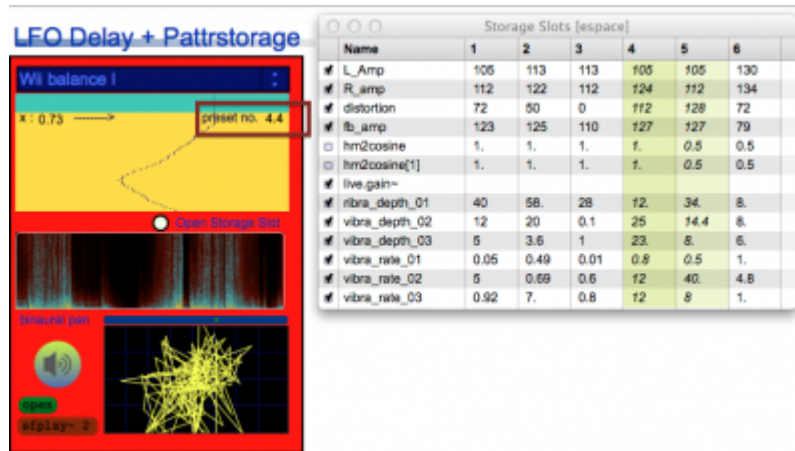 LFO Delay + Pattrstorage
Wii balance I
x : 0.73
preset no. 4.4
Open Storage Slot
binaural pan
open
sfplay~ 2
Storage Slots [espace]
Name 1 2 3 4 5 6
L_Amp 105 113 113 105 105 130
R_amp 112 122 112 124 112 134
distortion 72 50 0 112 128 72
fb_amp 123 125 110 127 127 79
hm2cosine 1. 1. 1. 1. 0.5 0.5
hm2cosine[1] 1. 1. 1. 1. 0.5 0.5
live.gain~
ribra_depth_01 40 58. 28 12. 34. 8.
vibra_depth_02 12 20 0.1 25 14.4 8.
vibra_depth_03 5 3.6 1 23. 8. 6.
vibra_rate_01 0.05 0.49 0.01 0.8 0.5 1.
vibra_rate_02 5 0.69 0.6 12 40. 4.8
vibra_rate_03 0.92 7. 0.8 12 8 1.